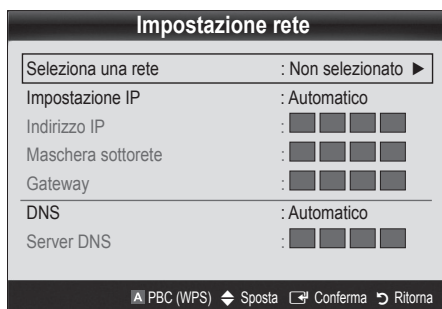 Impostazione rete
Seleziona una rete : Non selezionato ►
Impostazione IP : Automatico
Indirizzo IP :
Maschera sottorete :
Gateway :
DNS : Automatico
Server DNS :
A PBC (WPS) Sposta Conferma Ritorna